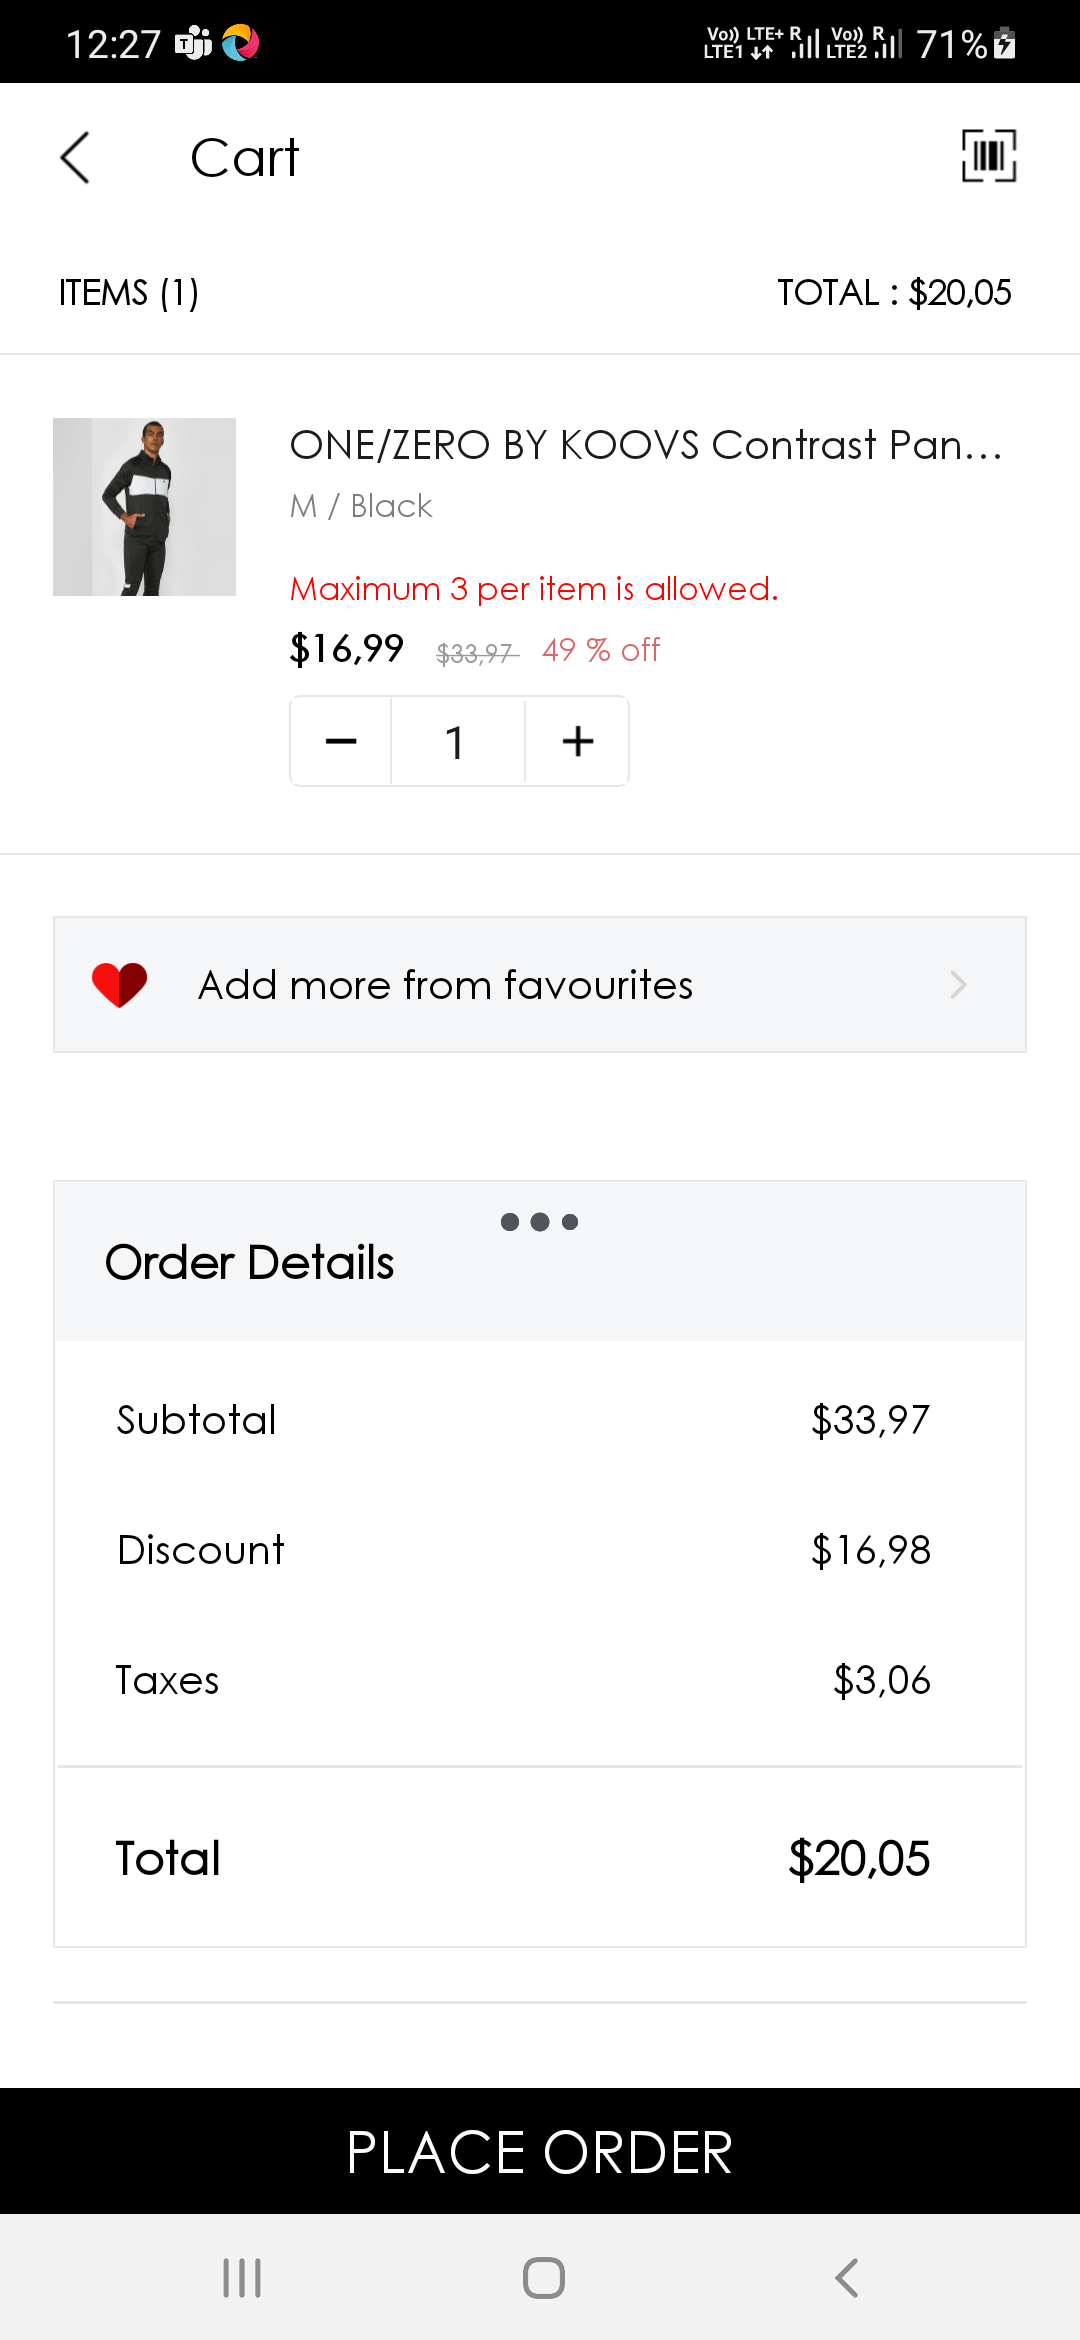 12:27
Vo)) LTE+ R Vo)) R
LTE1 LTE2 71%
Cart
ITEMS (1) TOTAL : $20,05
ONE/ZERO BY KOOVS Contrast Pan...
M / Black
Maximum 3 per item is allowed.
$16,99 $33,97 49 % off
1
Add more from favourites
Order Details
Subtotal $33,97
Discount $16,98
Taxes $3,06
Total $20,05
PLACE ORDER